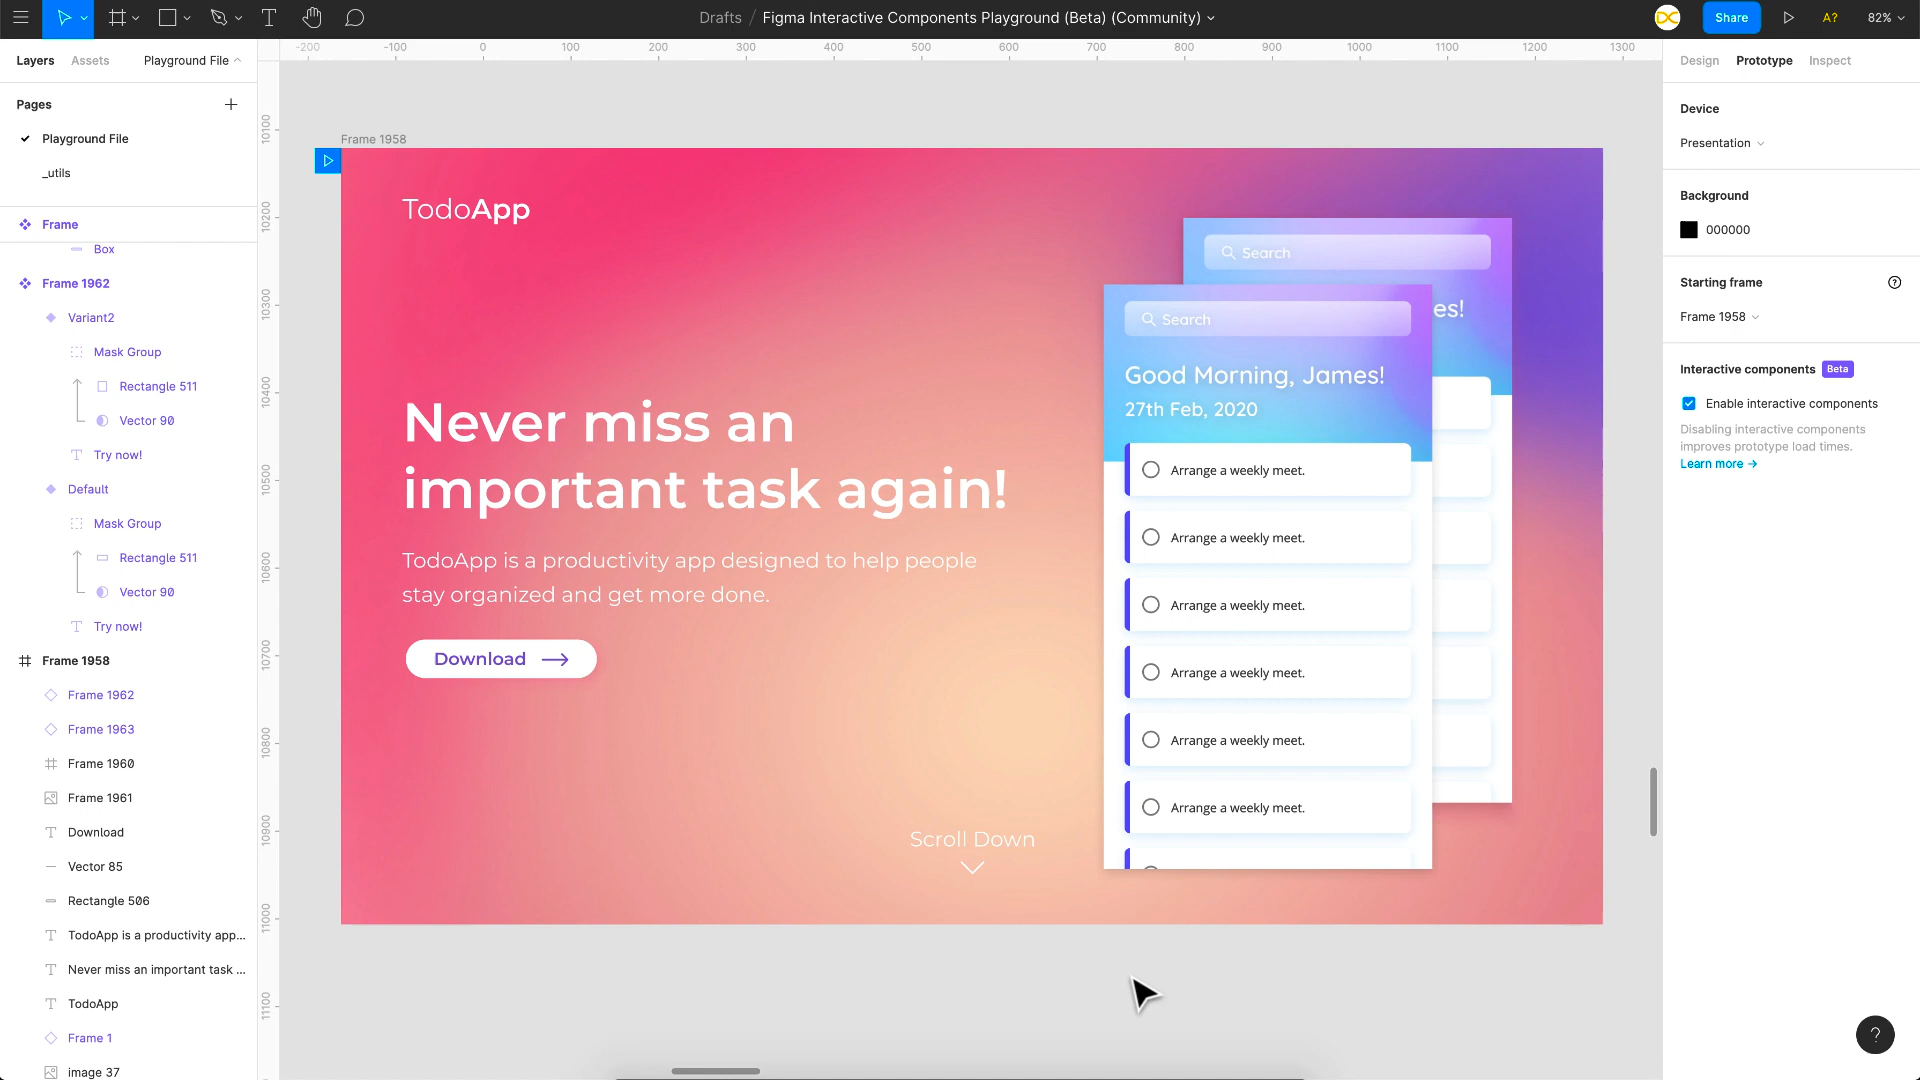 Drafts / Figma Interactive Components Playground (Beta) (Community)
Share
A?
82%
Layers
Assets
Playground File
Pages
Playground File
_utils
Frame
Box
Frame 1962
Variant2
Mask Group
Rectangle 511
Vector 90
Try now!
Default
Mask Group
Rectangle 511
Vector 90
Try now!
Frame 1958
Frame 1962
Frame 1963
Frame 1960
Frame 1961
Download
Vector 85
Rectangle 506
TodoApp is a productivity app...
Never miss an important task ...
TodoApp
Frame 1
image 37
-200 -100 0 100 200 300 400 500 600 700 800 900 1000 1100 1200 1300
10100
10200
10300
10400
10500
10600
10700
10800
10900
11000
11100
Frame 1958
TodoApp
Never miss an
important task again!
TodoApp is a productivity app designed to help people
stay organized and get more done.
Download
Scroll Down
Search
es!
Search
Good Morning, James!
27th Feb, 2020
Arrange a weekly meet.
Arrange a weekly meet.
Arrange a weekly meet.
Arrange a weekly meet.
Arrange a weekly meet.
Arrange a weekly meet.
Design
Prototype
Inspect
Device
Presentation
Background
000000
Starting frame
?
Frame 1958
Interactive components Beta
Enable interactive components
Disabling interactive components
improves prototype load times.
Learn more →
?